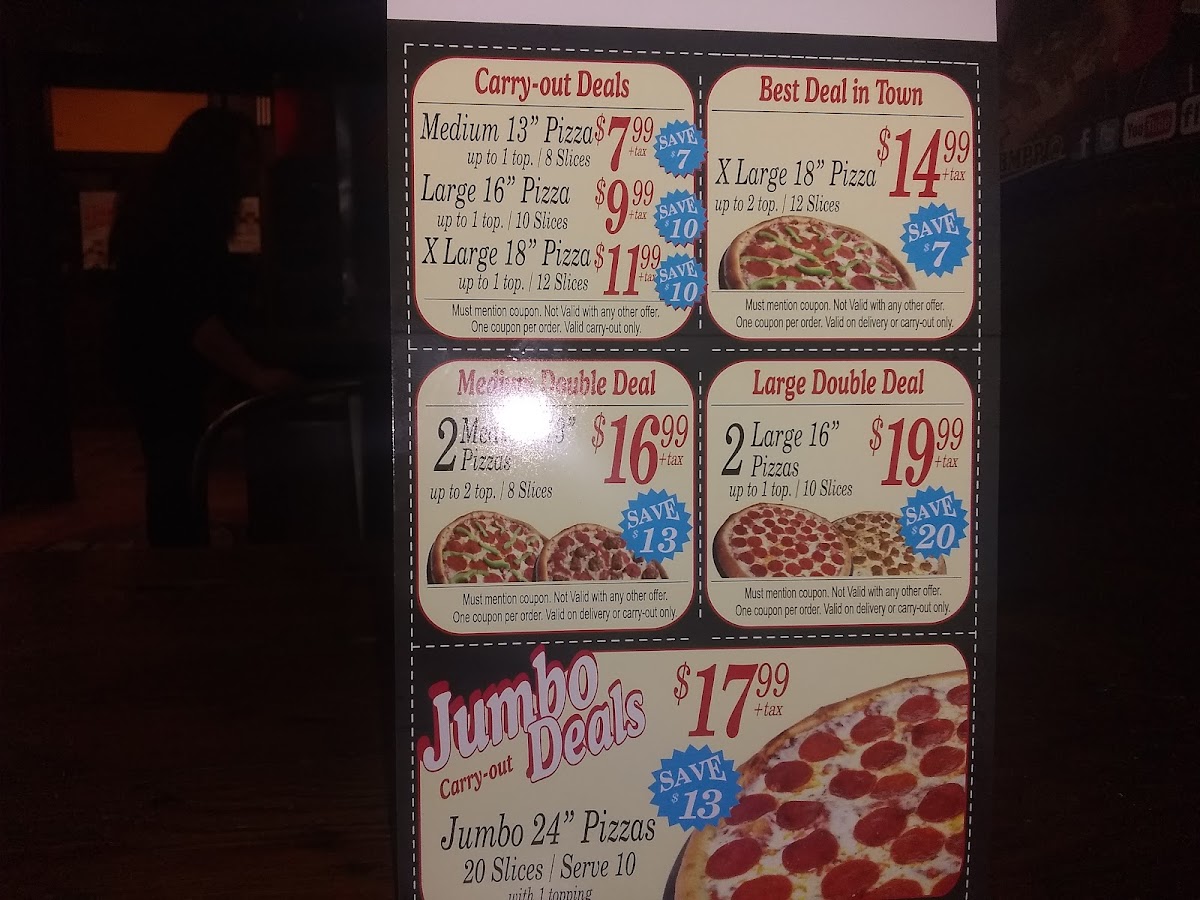 Carry-out Deals
Medium 13” Pizza $7.99 +tax
up to 1 top. / 8 Slices
SAVE $7
Large 16” Pizza $9.99 +tax
up to 1 top. / 10 Slices
SAVE $10
X Large 18” Pizza $11.99 +tax
up to 1 top. / 12 Slices
SAVE $10
Must mention coupon. Not Valid with any other offer.
One coupon per order. Valid carry-out only.
Best Deal in Town
$14.99 +tax
X Large 18” Pizza
up to 2 top. / 12 Slices
SAVE $7
Must mention coupon. Not Valid with any other offer.
One coupon per order. Valid on delivery or carry-out only.
Medium Double Deal
2 Medium 13” Pizzas
$16.99 +tax
up to 2 top. / 8 Slices
SAVE $13
Must mention coupon. Not Valid with any other offer.
One coupon per order. Valid on delivery or carry-out only.
Large Double Deal
2 Large 16” Pizzas
$19.99 +tax
up to 1 top. / 10 Slices
SAVE $20
Must mention coupon. Not Valid with any other offer.
One coupon per order. Valid on delivery or carry-out only.
Jumbo
Deals
Carry-out
$17.99 +tax
SAVE $13
Jumbo 24” Pizzas
20 Slices / Serve 10
with 1 topping
You Tube